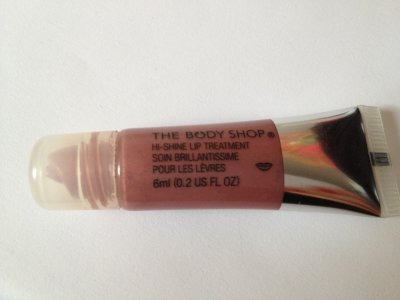 THE BODY SHOP®
HI-SHINE LIP TREATMENT
SOIN BRILLANTISSIME
POUR LES LÈVRES
6ml (0.2 US FL OZ)